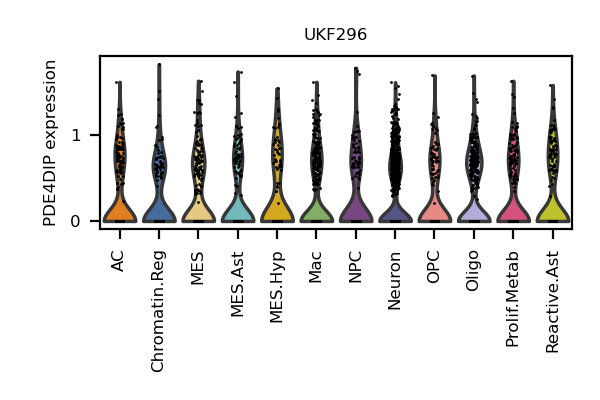 UKF296
PDE4DIP expression
1
0
AC
Chromatin.Reg
MES
MES.Ast
MES.Hyp
Mac
NPC
Neuron
OPC
Oligo
Prolif.Metab
Reactive.Ast